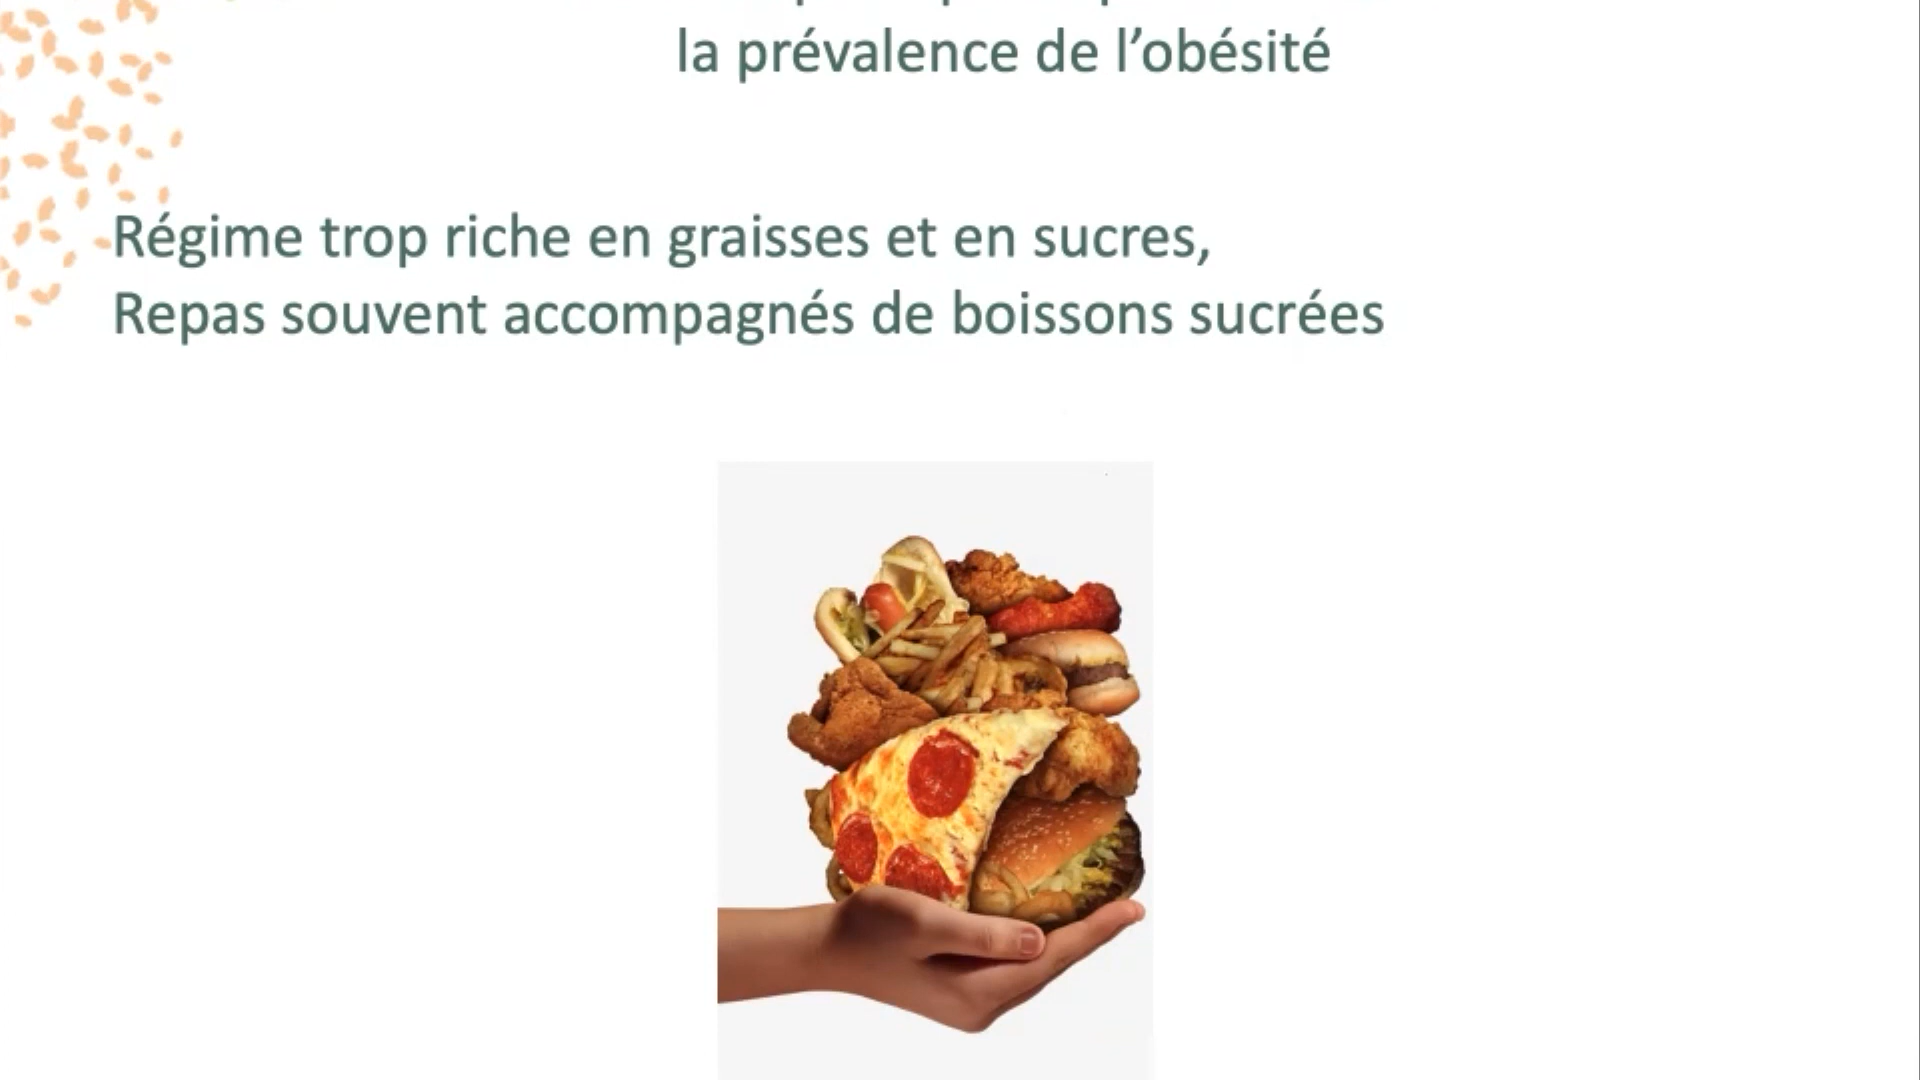 la prévalence de l’obésité
Régime trop riche en graisses et en sucres,
Repas souvent accompagnés de boissons sucrées